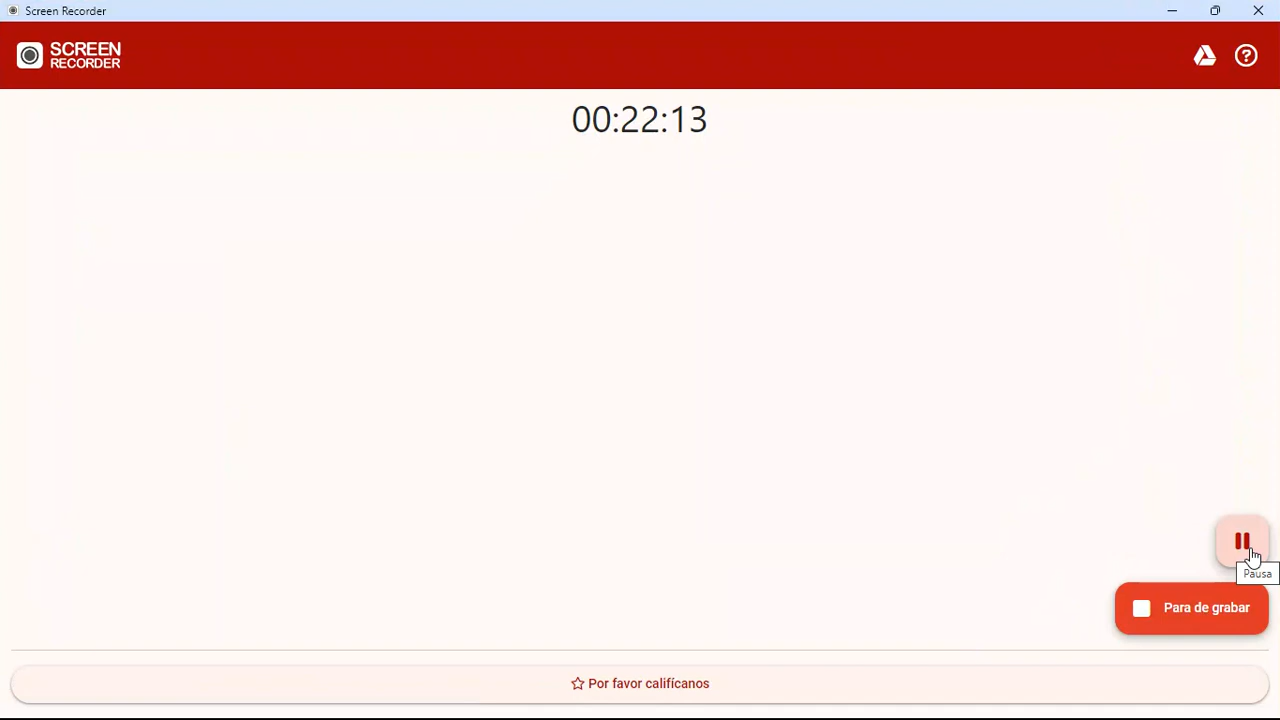 Screen Recorder
SCREEN
RECORDER
00:22:13
Pausa
Para de grabar
Por favor califícanos